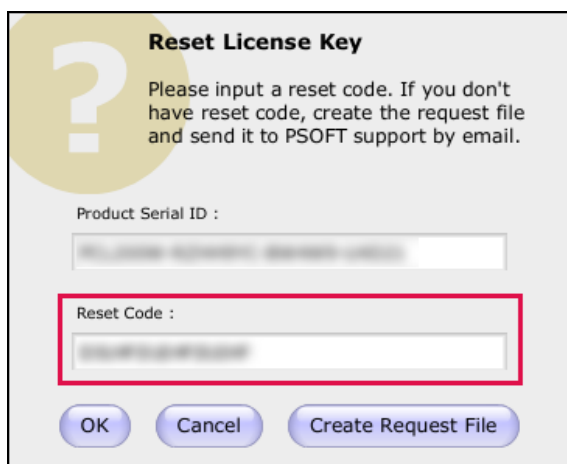 Reset License Key
Please input a reset code. If you don't
have reset code, create the request file
and send it to PSOFT support by email.
Product Serial ID :
Reset Code :
OK
Cancel
Create Request File